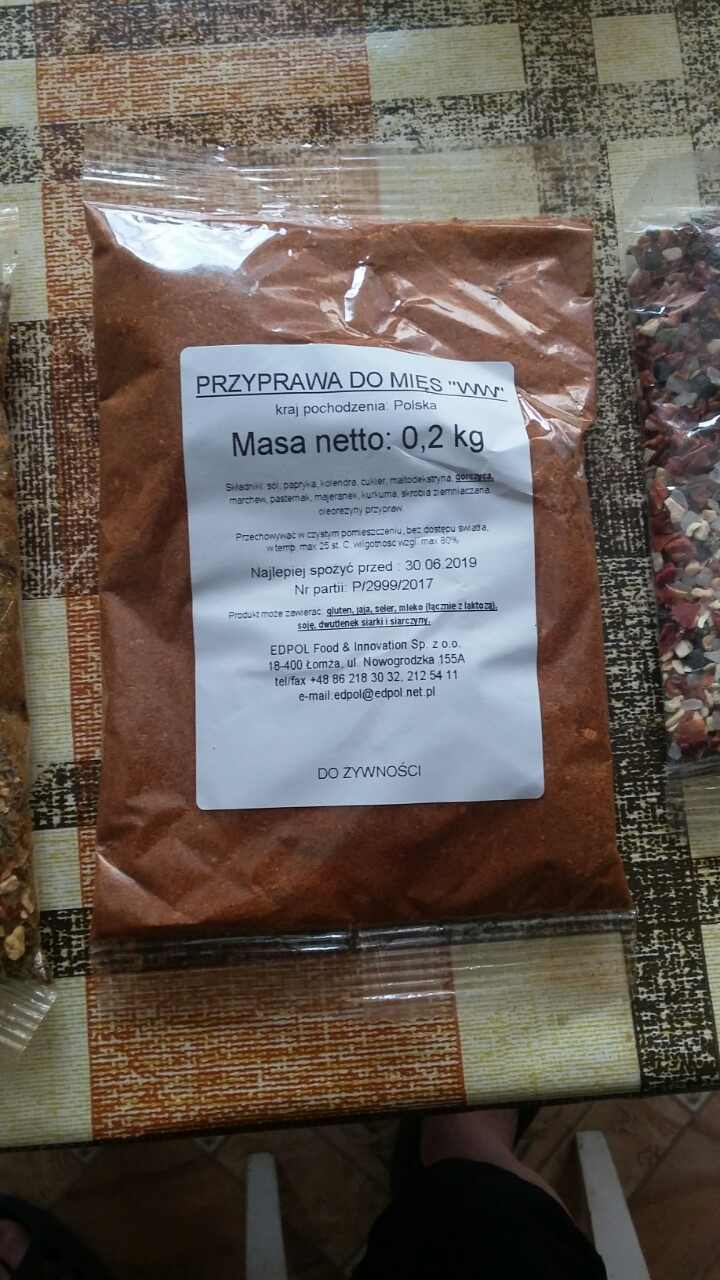 PRZYPRAWA DO MIĘS "WW"
kraj pochodzenia: Polska
Masa netto: 0,2 kg
Składniki: sól, papryka, kolendra, cukier, maltodekstryna, gorczyca,
marchew, pasternak, majeranek, kurkuma, skrobia ziemniaczana,
oleorezyny przypraw.
Przechowywać w czystym pomieszczeniu, bez dostępu światła,
w temp. max 25 st. C, wilgotność wzgl. max 80%
Najlepiej spożyć przed : 30.06.2019
Nr partii: P/2999/2017
Produkt może zawierać: gluten, jaja, seler, mleko (łącznie z laktozą),
soję, dwutlenek siarki i siarczyny.
EDPOL Food & Innovation Sp. z o.o.
18-400 Łomża, ul. Nowogrodzka 155A
tel/fax +48 86 218 30 32, 212 54 11
e-mail:edpol@edpol.net.pl
DO ŻYWNOŚCI